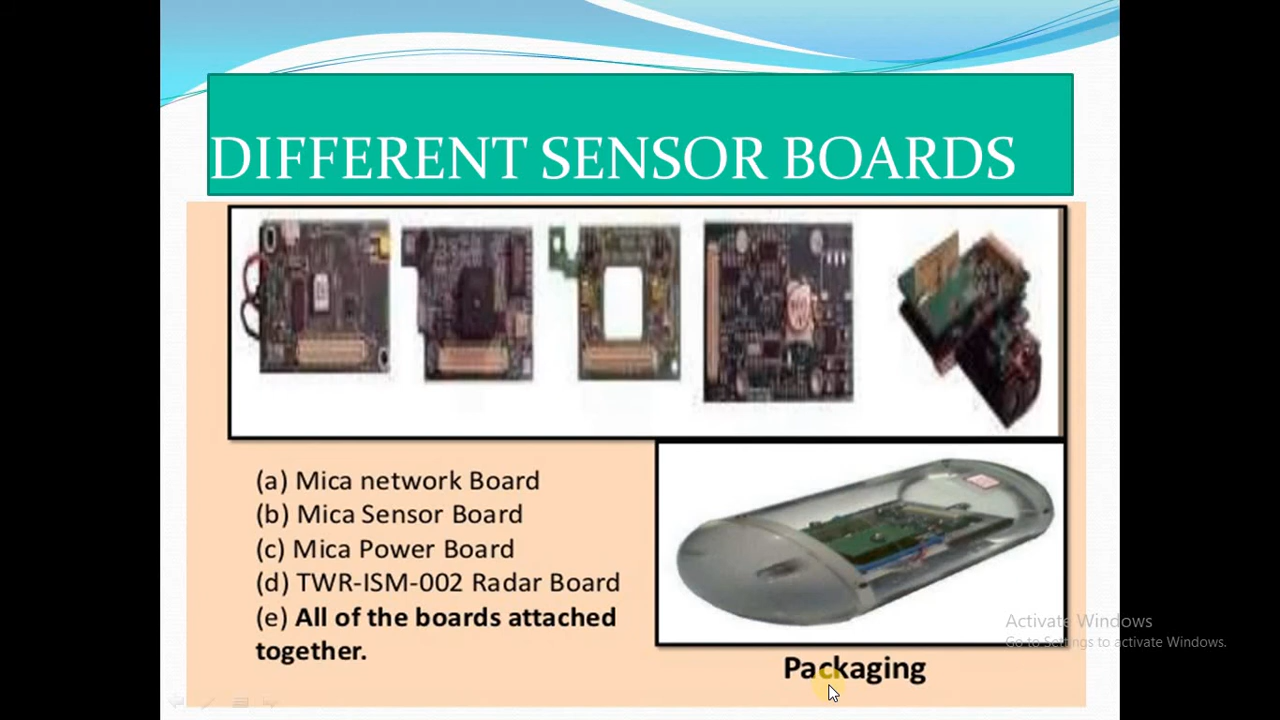 DIFFERENT SENSOR BOARDS
(a) Mica network Board
(b) Mica Sensor Board
(c) Mica Power Board
(d) TWR-ISM-002 Radar Board
(e) All of the boards attached
together.
Packaging
Activate Windows
Go to Settings to activate Windows.